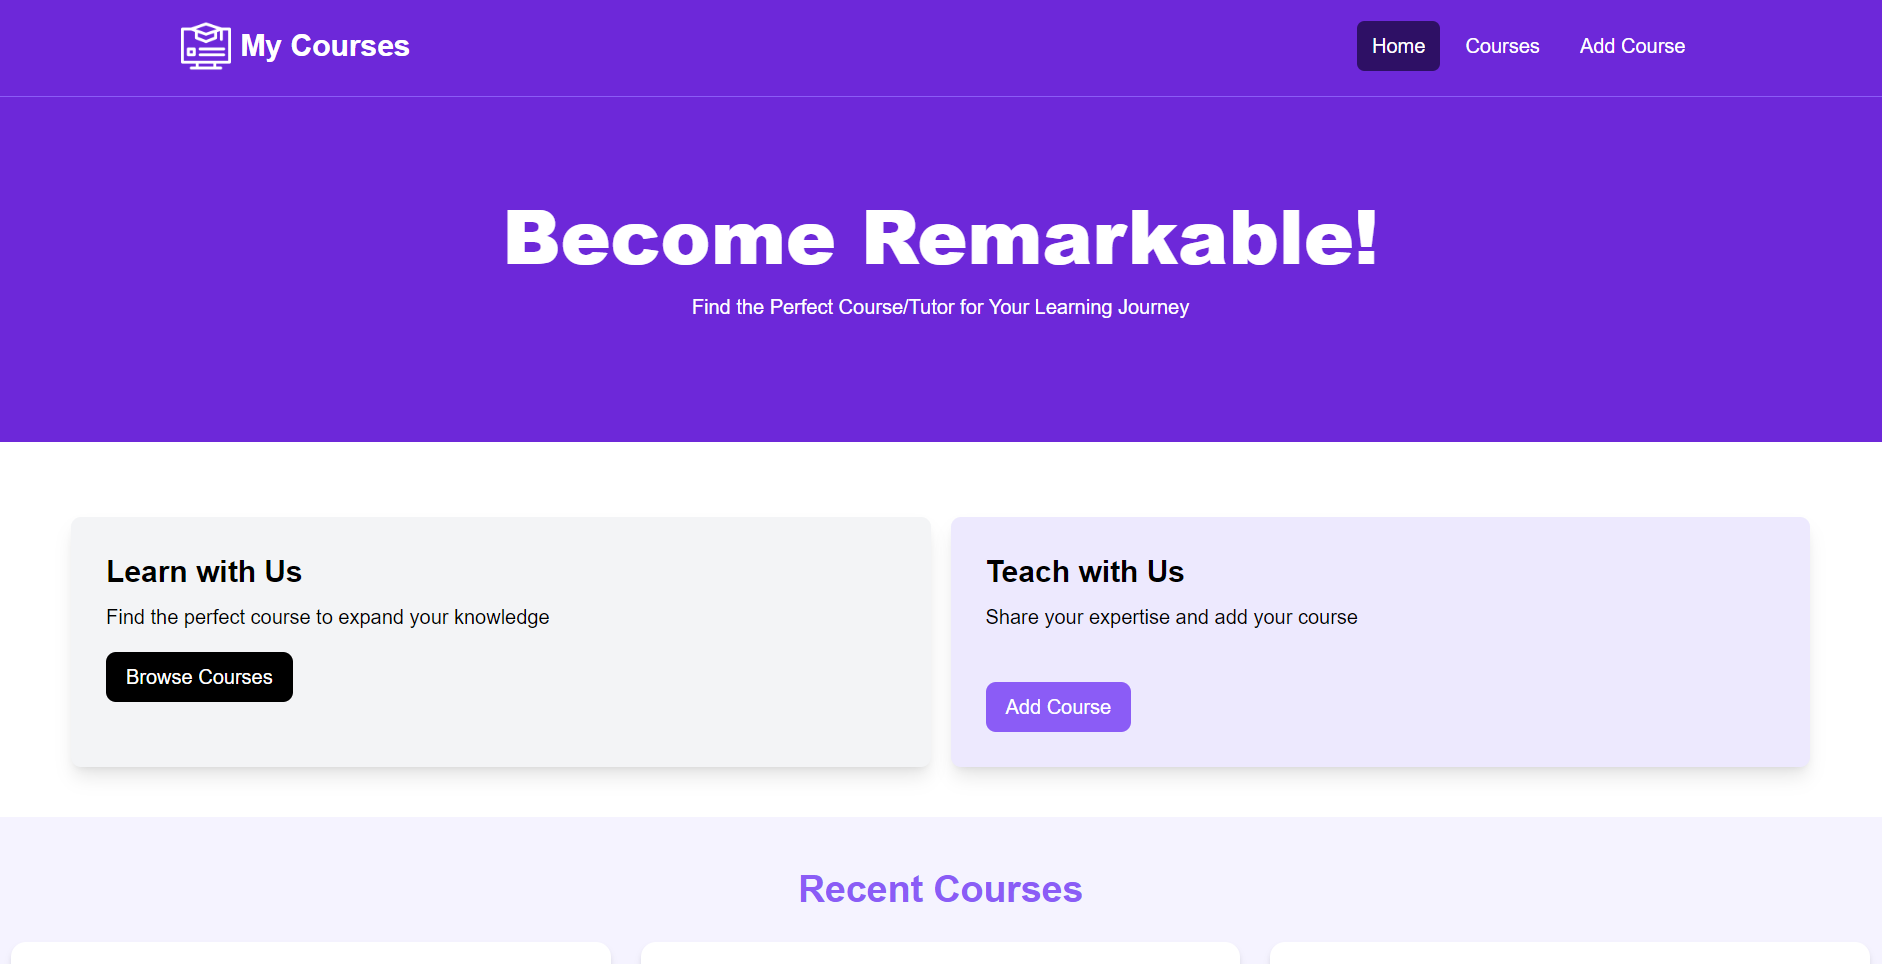 My Courses
Home
Courses
Add Course
Become Remarkable!
Find the Perfect Course/Tutor for Your Learning Journey
Learn with Us
Find the perfect course to expand your knowledge
Browse Courses
Teach with Us
Share your expertise and add your course
Add Course
Recent Courses